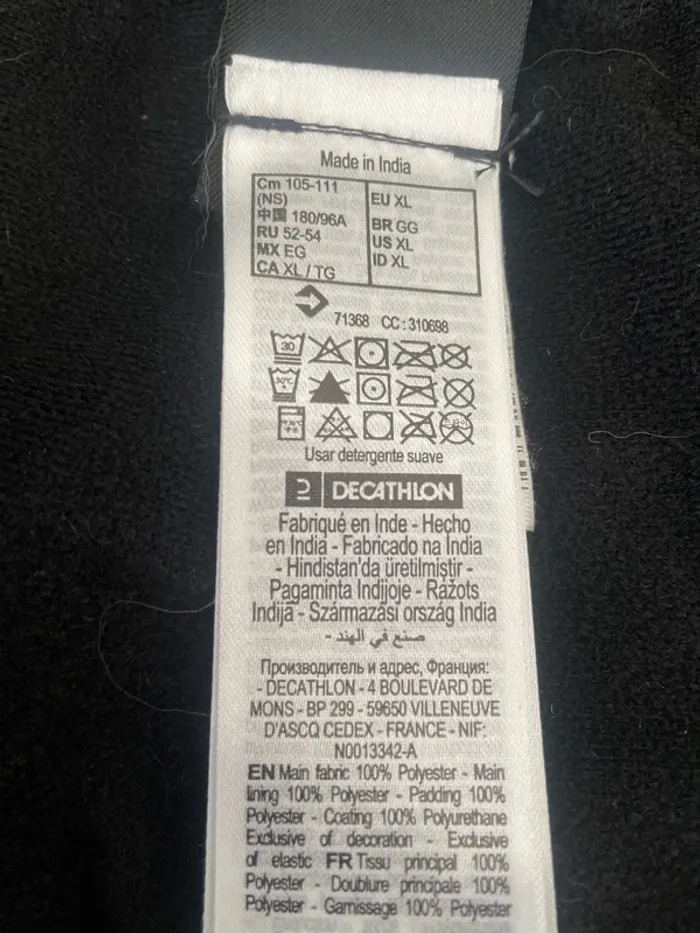 Made in India
Cm 105-111
(NS)
中国 180/96A
RU 52-54
MX EG
CA XL / TG
EU XL
BR GG
US XL
ID XL
71368 CC : 310698
30
30°C
Usar detergente suave
DECATHLON
Fabriqué en Inde - Hecho
en India - Fabricado na Índia
- Hindistan'da üretilmiştir -
Pagaminta Indijoje - Ražots
Indijā - Származási ország India
- صنع في الهند
Производитель и адрес, Франция:
- DECATHLON - 4 BOULEVARD DE
MONS - BP 299 - 59650 VILLENEUVE
D'ASCQ CEDEX - FRANCE - NIF:
N0013342-A
EN Main fabric 100% Polyester - Main
lining 100% Polyester - Padding 100%
Polyester - Coating 100% Polyurethane
Exclusive of decoration - Exclusive
of elastic FR Tissu principal 100%
Polyester - Doublure principale 100%
Polyester - Garnissage 100% Polyester